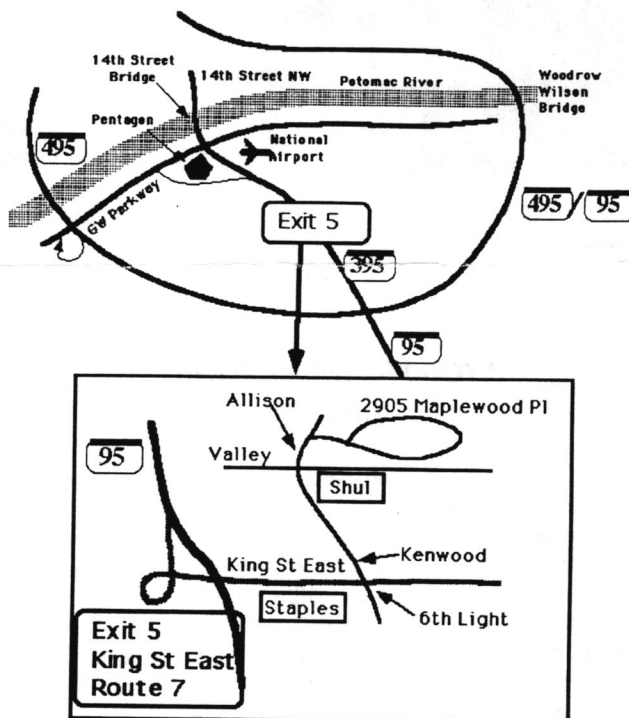 14th Street
Bridge
14th Street NW
Potomac River
Woodrow
Wilson
Bridge
Pentagon
495
National
Airport
GW Parkway
495/95
Exit 5
395
95
Allison
2905 Maplewood Pl
95
Valley
Shul
King St East
Kenwood
Staples
6th Light
Exit 5
King St East
Route 7